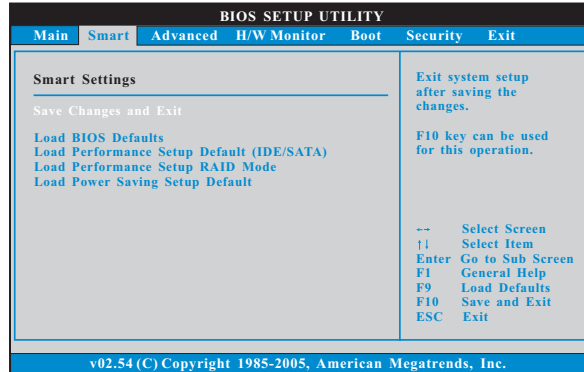 BIOS SETUP UTILITY
Main Smart Advanced H/W Monitor Boot Security Exit
Smart Settings
Save Changes and Exit
Load BIOS Defaults
Load Performance Setup Default (IDE/SATA)
Load Performance Setup RAID Mode
Load Power Saving Setup Default
Exit system setup
after saving the
changes.
F10 key can be used
for this operation.
←→ Select Screen
↑↓ Select Item
Enter Go to Sub Screen
F1 General Help
F9 Load Defaults
F10 Save and Exit
ESC Exit
v02.54 (C) Copyright 1985-2005, American Megatrends, Inc.